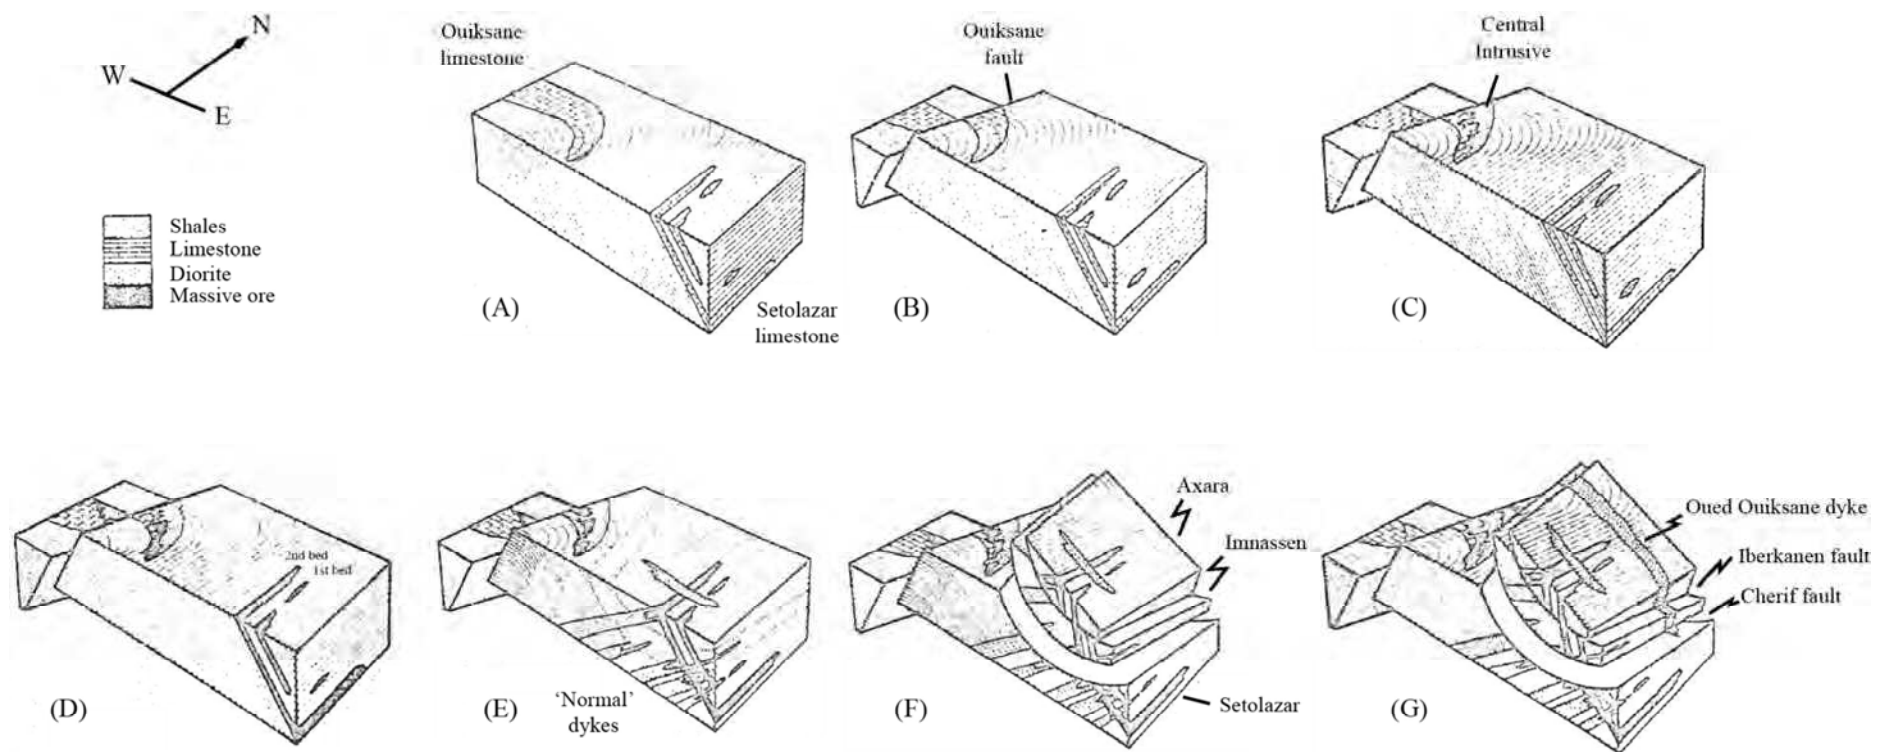 N
W
E
Shales
Limestone
Diorite
Massive ore
Ouiksane
limestone
(A)
Setolazar
limestone
Ouiksane
fault
(B)
Central
Intrusive
(C)
2nd bed
1st bed
(D)
(E)
'Normal'
dykes
Axara
Imnassen
Setolazar
(F)
Oued Ouiksane dyke
Iberkanen fault
Cherif fault
(G)